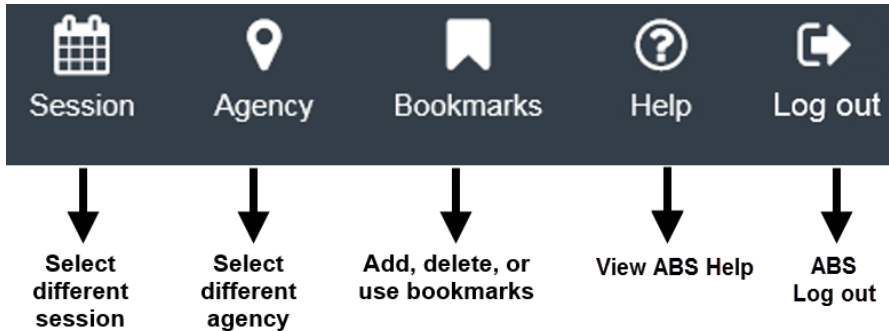 Session Agency Bookmarks Help Log out
Select
different
session
Select
different
agency
Add, delete, or
use bookmarks
View ABS Help
ABS
Log out